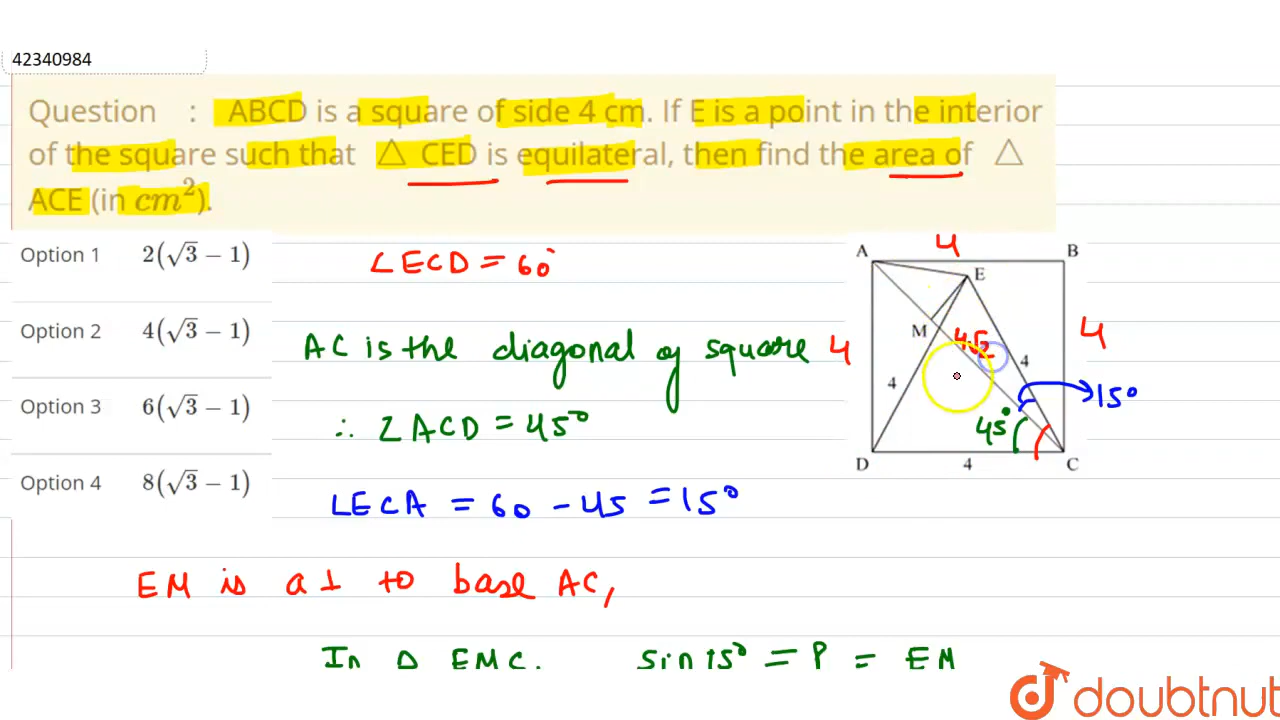 42340984
Question : ABCD is a square of side 4 cm. If E is a point in the interior
of the square such that △ CED is equilateral, then find the area of △
ACE (in cm²).
Option 1 2(√3 − 1)
Option 2 4(√3 − 1)
Option 3 6(√3 − 1)
Option 4 8(√3 − 1)
∠ECD = 60°
AC is the diagonal of square
∴ ∠ACD = 45°
∠ECA = 60 - 45 = 15°
EM is a ⊥ to base AC,
In △ EMC, sin15° = P = EM
4
A B
E
M 4√2
4 4
4 4
15°
45°
D 4 C
doubtnut